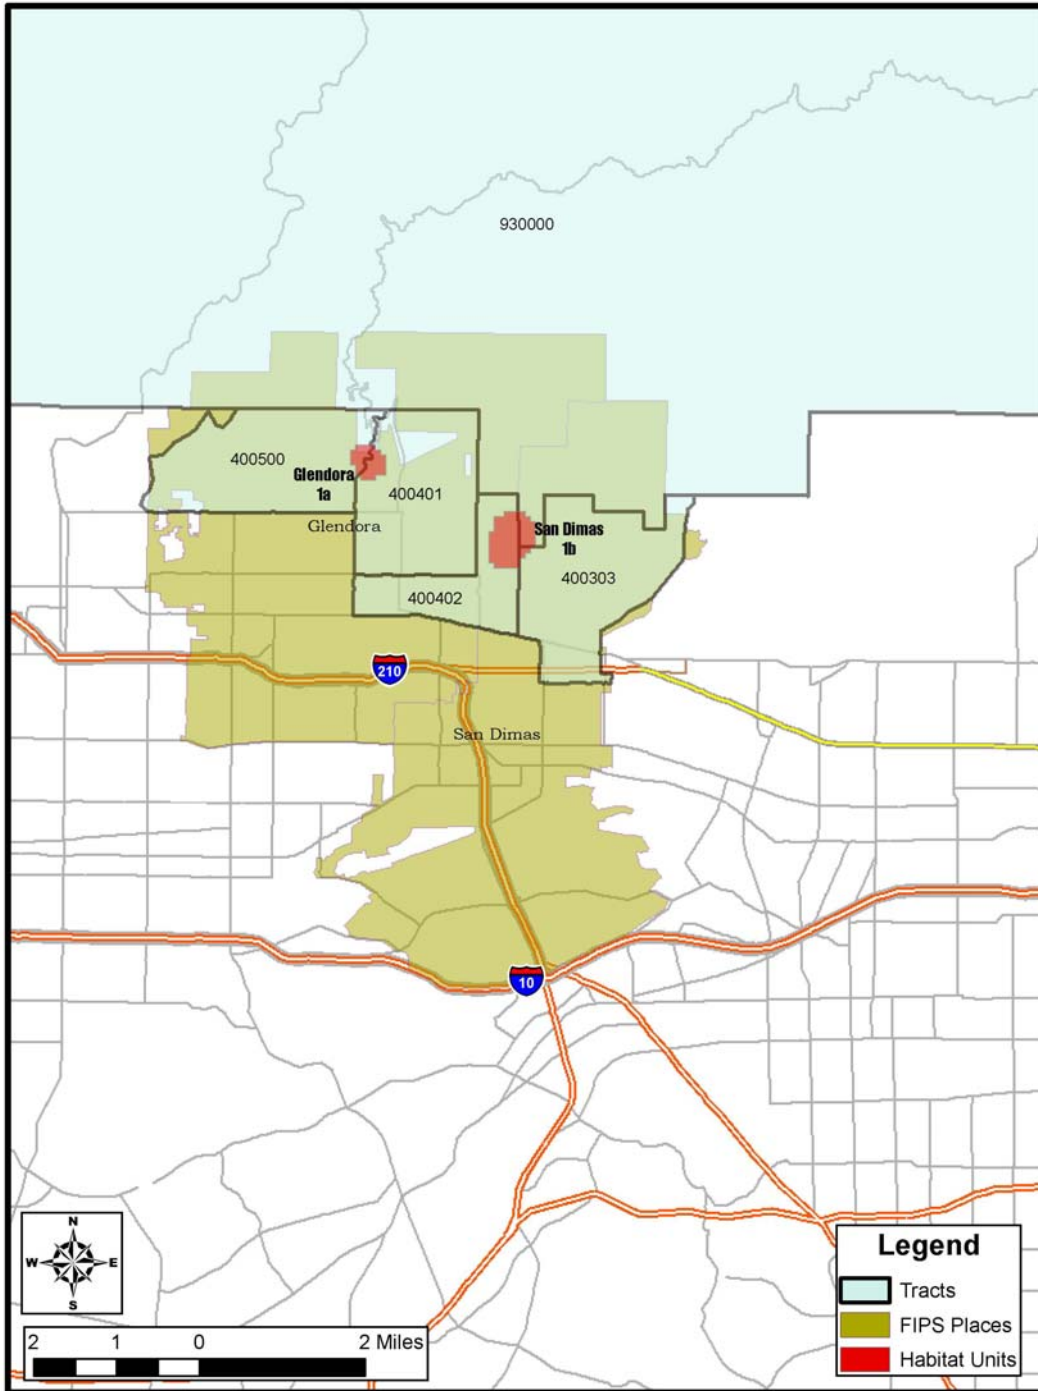 930000
400500
Glendora
1a
400401
Glendora
San Dimas
1b
400303
400402
210
San Dimas
10
N
W
E
S
2
1
0
2 Miles
Legend
Tracts
FIPS Places
Habitat Units